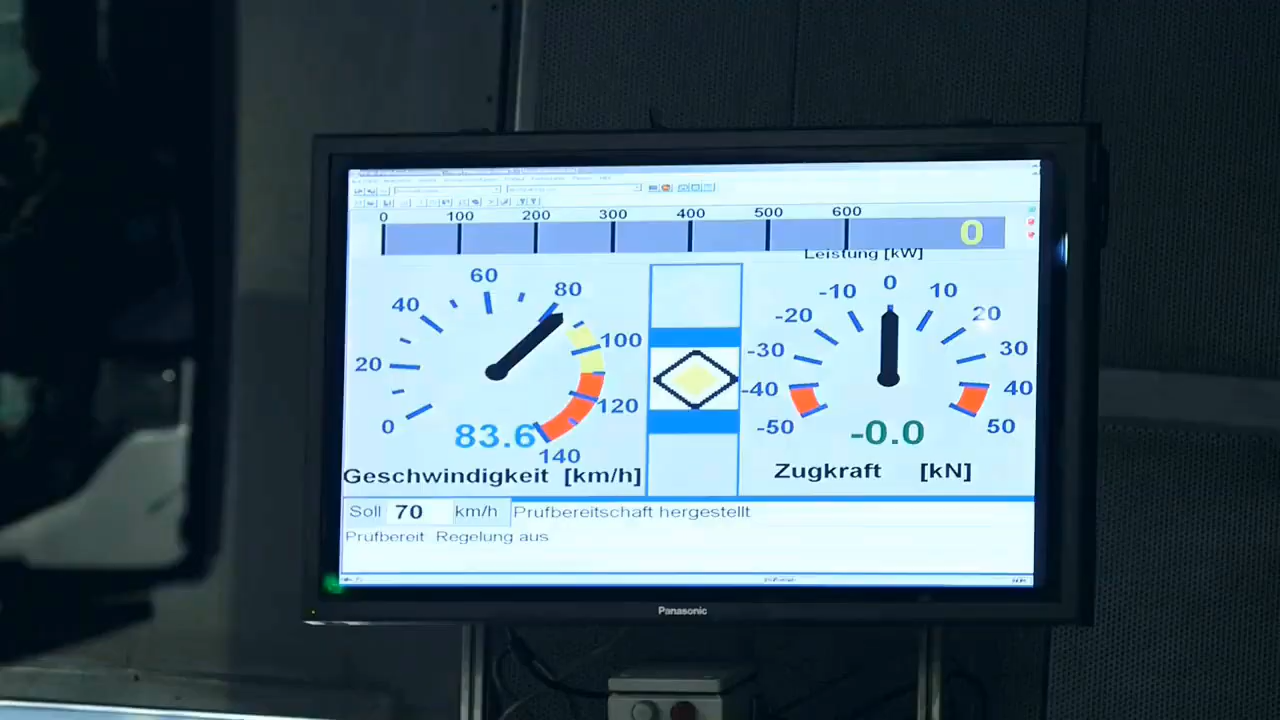 0 100 200 300 400 500 600
0
Leistung [kW]
0 20 40 60 80 100 120 140
83.6
Geschwindigkeit [km/h]
-50 -40 -30 -20 -10 0 10 20 30 40 50
-0.0
Zugkraft [kN]
Soll 70 km/h Prufbereitschaft hergestellt
Prufbereit Regelung aus
Panasonic